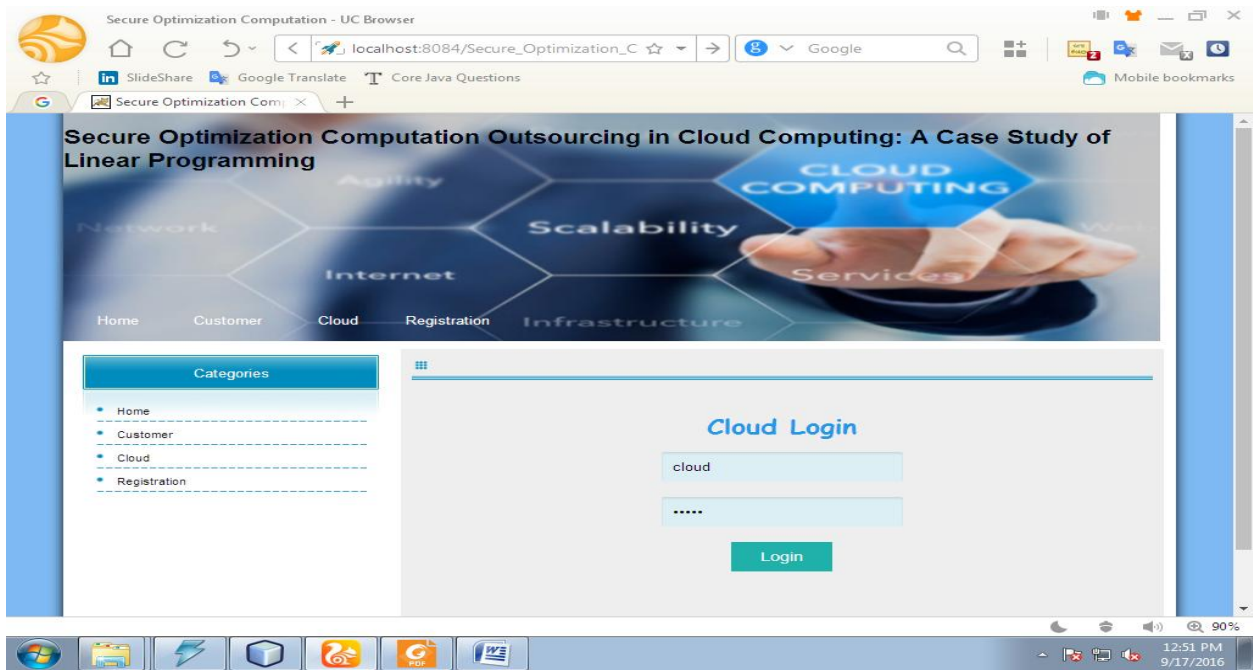 Secure Optimization Computation - UC Browser
localhost:8084/Secure_Optimization_C
Google
SlideShare
Google Translate
Core Java Questions
Mobile bookmarks
Secure Optimization Com
Secure Optimization Computation Outsourcing in Cloud Computing: A Case Study of
Linear Programming
CLOUD
COMPUTING
Agility
Network
Scalability
Internet
Services
Infrastructure
Home
Customer
Cloud
Registration
Categories
Home
Customer
Cloud
Registration
Cloud Login
cloud
•••••
Login
90%
12:51 PM
9/17/2016